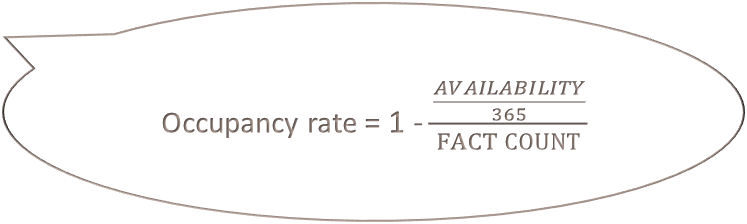 Occupancy rate = 1 - AVAILABILITY
365
FACT COUNT